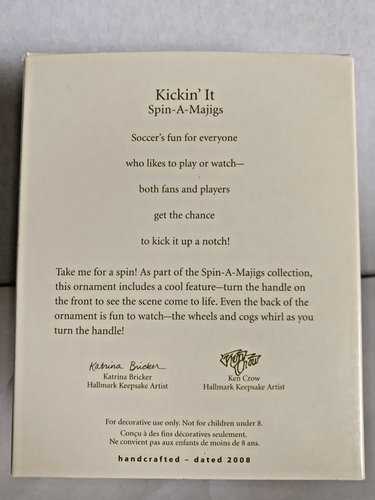 Kickin' It
Spin-A-Majigs
Soccer's fun for everyone
who likes to play or watch—
both fans and players
get the chance
to kick it up a notch!
Take me for a spin! As part of the Spin-A-Majigs collection,
this ornament includes a cool feature—turn the handle on
the front to see the scene come to life. Even the back of the
ornament is fun to watch—the wheels and cogs whirl as you
turn the handle!
Katrina Bricker
Katrina Bricker
Hallmark Keepsake Artist
Ken Crow
Ken Crow
Hallmark Keepsake Artist
For decorative use only. Not for children under 8.
Conçu à des fins décoratives seulement.
Ne convient pas aux enfants de moins de 8 ans.
handcrafted – dated 2008